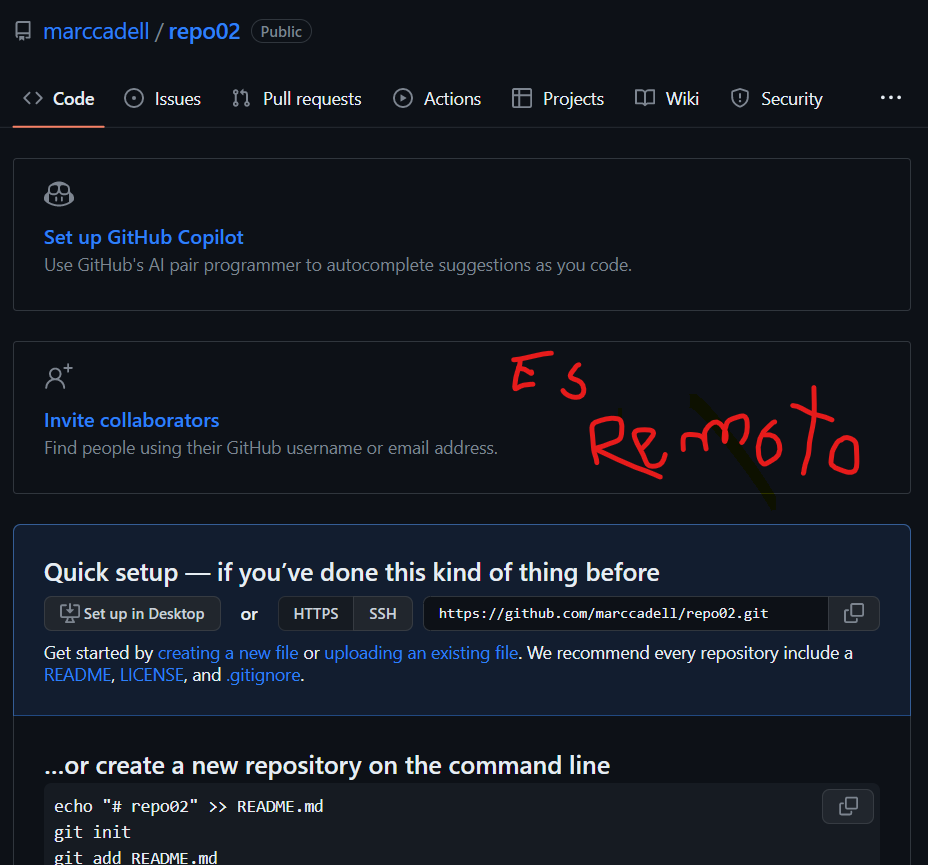 marccadell / repo02 Public
Code Issues Pull requests Actions Projects Wiki Security ...
Set up GitHub Copilot
Use GitHub's AI pair programmer to autocomplete suggestions as you code.
Es
Remoto
Invite collaborators
Find people using their GitHub username or email address.
Quick setup — if you’ve done this kind of thing before
Set up in Desktop or HTTPS SSH https://github.com/marccadell/repo02.git
Get started by creating a new file or uploading an existing file. We recommend every repository include a
README, LICENSE, and .gitignore.
…or create a new repository on the command line
echo "# repo02" >> README.md
git init
git add README.md